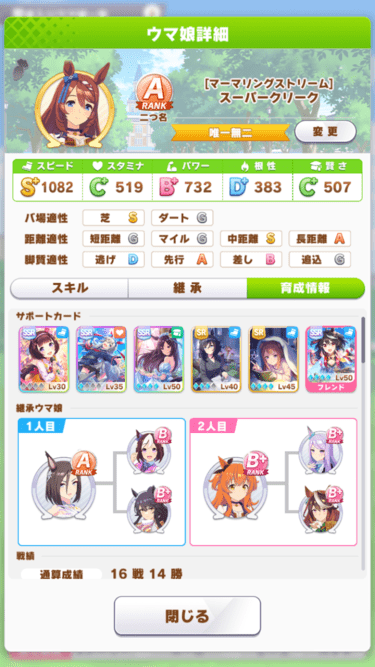 ウマ娘詳細
A
RANK
二つ名
[マーマリングストリーム]
スーパークリーク
唯一無二
変更
スピード スタミナ パワー 根性 賢さ
S+ 1082 C+ 519 B+ 732 D+ 383 C+ 507
バ場適性 芝 S ダート G
距離適性 短距離 G マイル G 中距離 S 長距離 A
脚質適性 逃げ D 先行 A 差し B 追込 G
スキル 継承 育成情報
サポートカード
SSR SSR SSR SR SR SSR
Lv30 Lv35 Lv50 Lv40 Lv45 Lv50
フレンド
継承ウマ娘
1人目 2人目
B RANK B+ RANK
A RANK B+ RANK
B+ RANK B+ RANK
戦績
通算成績 16 戦 14 勝
閉じる